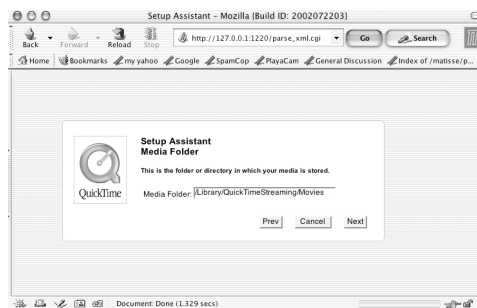 Setup Assistant – Mozilla {Build ID: 2002072203}
Back Forward Reload Stop http://127.0.0.1:1220/parse_xml.cgi Go Search
Home Bookmarks my yahoo Google SpamCop PlayaCam General Discussion Index of /matisse/p...
Setup Assistant
Media Folder
This is the folder or directory in which your media is stored.
QuickTime
Media Folder: /Library/QuickTimeStreaming/Movies
Prev Cancel Next
Document: Done (1.329 secs)